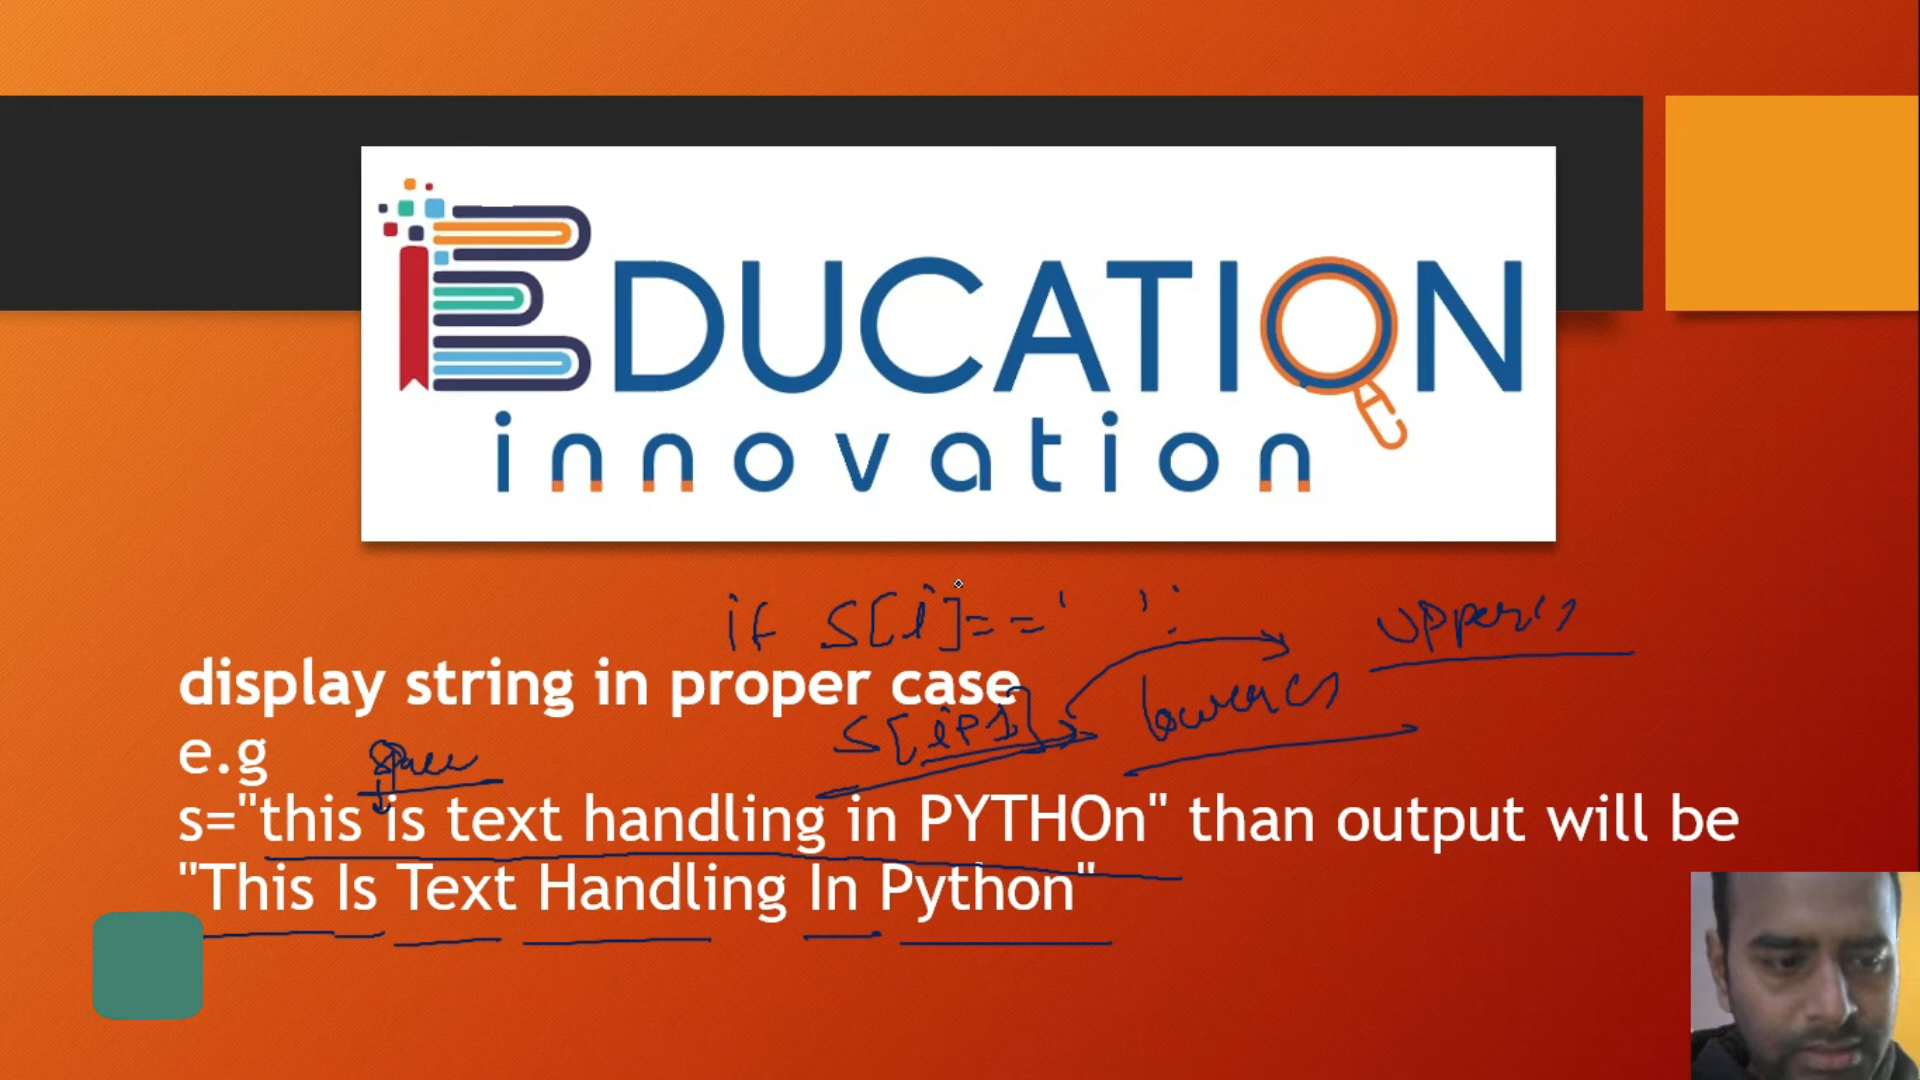 EDUCATION
innovation
if S[i]==' ':
upper()
display string in proper case
S[i+1]
lower()
e.g
space
s="this is text handling in PYTHOn" than output will be
"This Is Text Handling In Python"